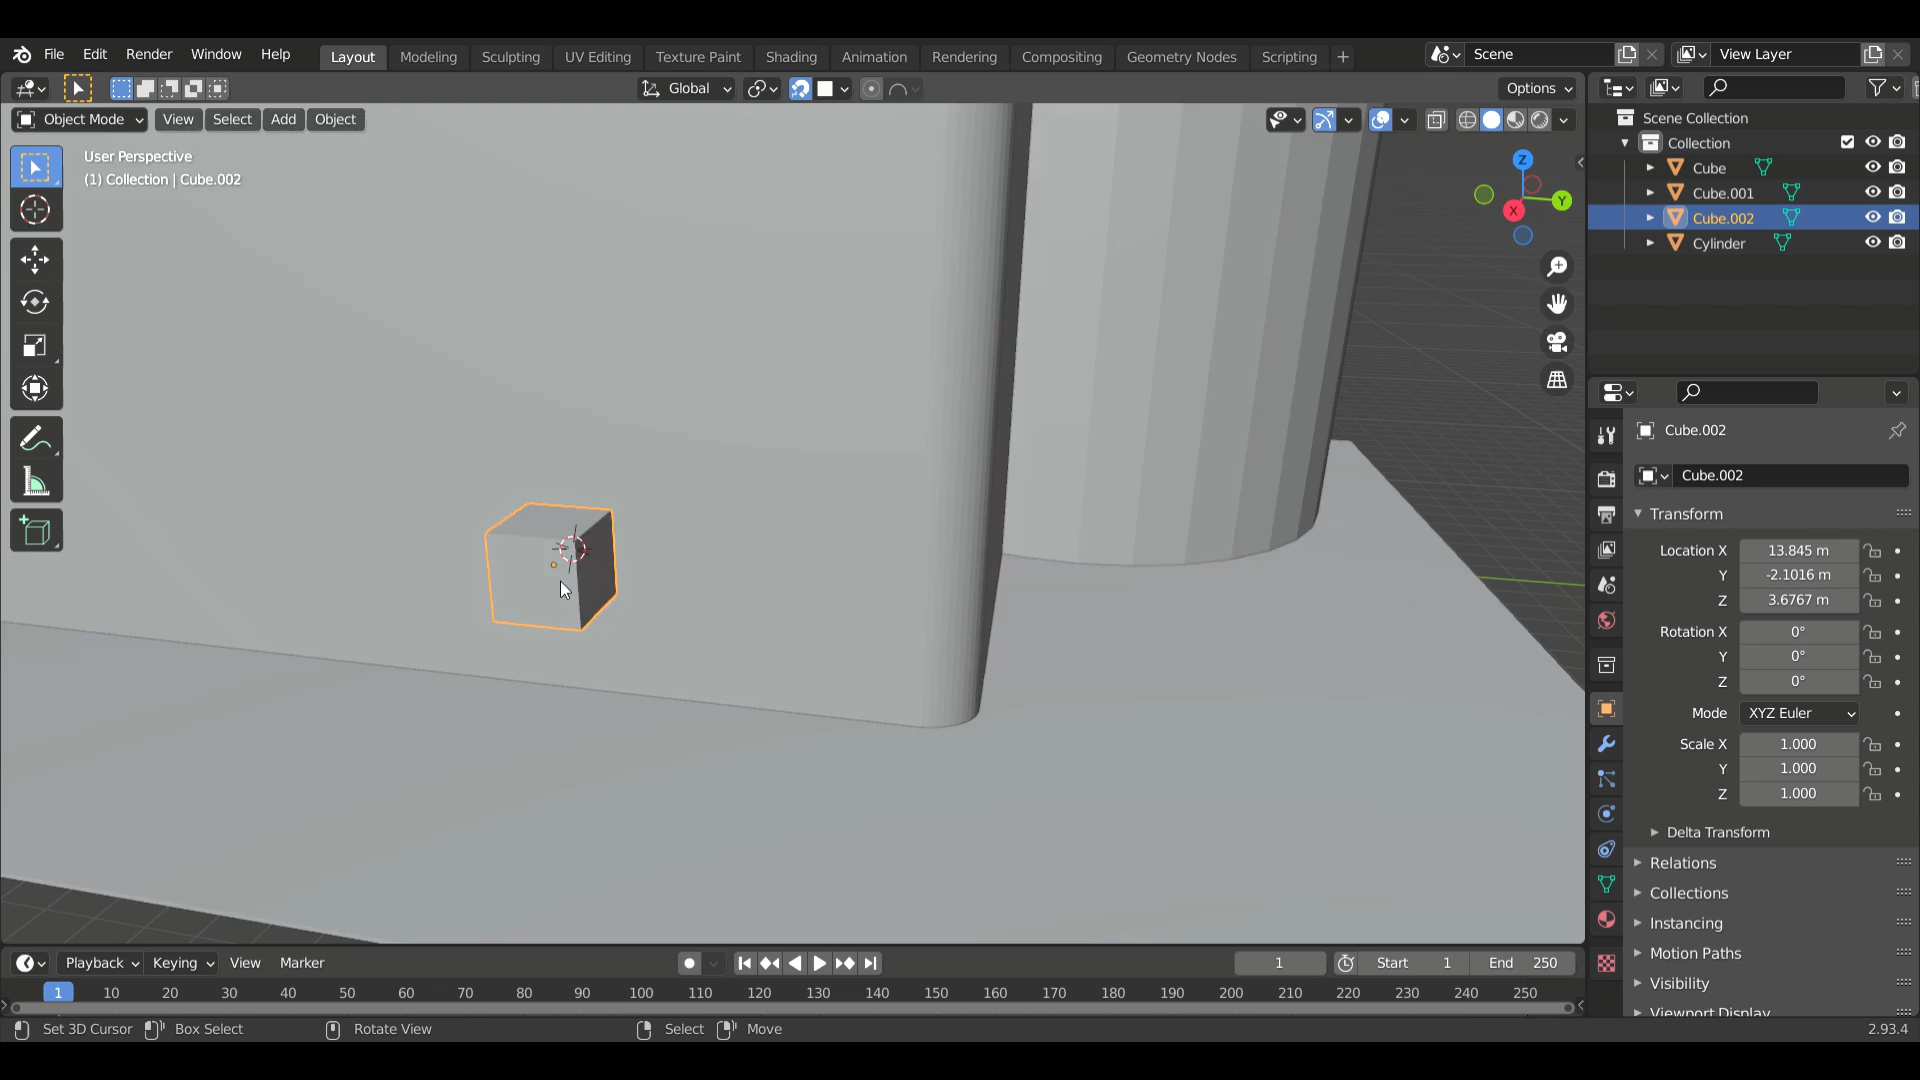 File Edit Render Window Help Layout Modeling Sculpting UV Editing Texture Paint Shading Animation Rendering Compositing Geometry Nodes Scripting + Scene View Layer
Global Options
Object Mode View Select Add Object
User Perspective
(1) Collection | Cube.002
Z
Y
X
Scene Collection
Collection
Cube
Cube.001
Cube.002
Cylinder
Cube.002
Cube.002
Transform
Location X 13.845 m
Y -2.1016 m
Z 3.6767 m
Rotation X 0°
Y 0°
Z 0°
Mode XYZ Euler
Scale X 1.000
Y 1.000
Z 1.000
Delta Transform
Relations
Collections
Instancing
Motion Paths
Visibility
Viewport Display
Playback Keying View Marker 1 Start 1 End 250
1 10 20 30 40 50 60 70 80 90 100 110 120 130 140 150 160 170 180 190 200 210 220 230 240 250
Set 3D Cursor Box Select Rotate View Select Move 2.93.4